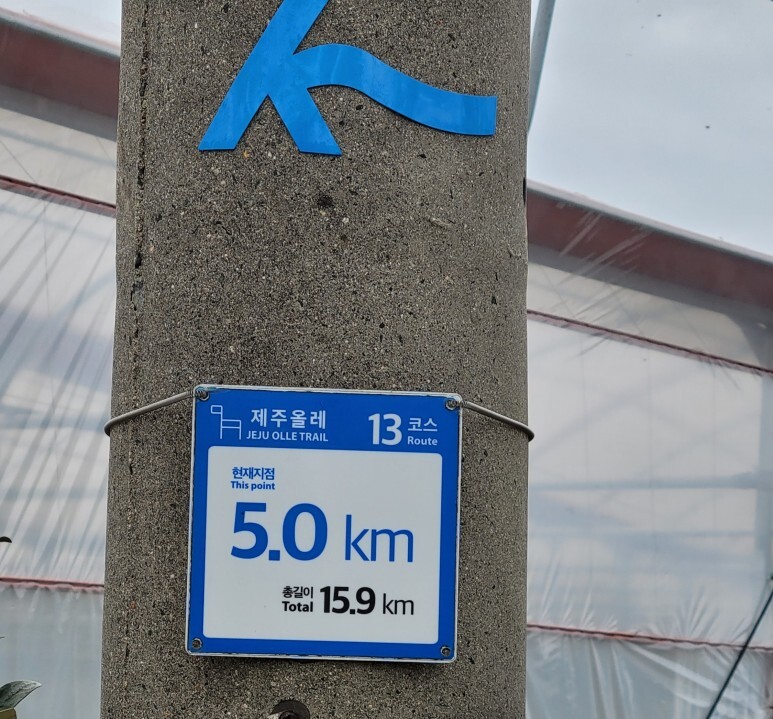 제주올레 13 코스
JEJU OLLE TRAIL Route
현재지점
This point
5.0 km
총길이
Total 15.9 km